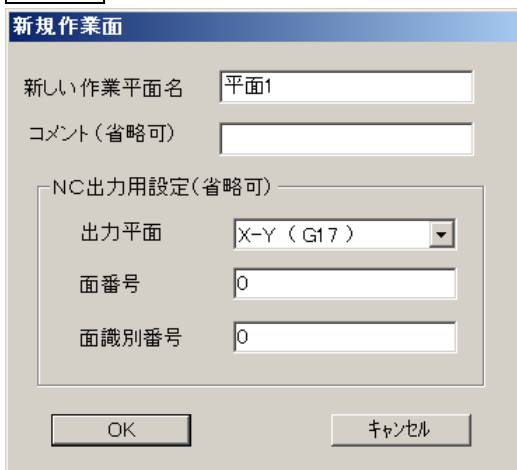 新規作業面
新しい作業平面名 平面1
コメント(省略可)
NC出力用設定(省略可)
出力平面 X-Y (G17)
面番号 0
面識別番号 0
OK キャンセル